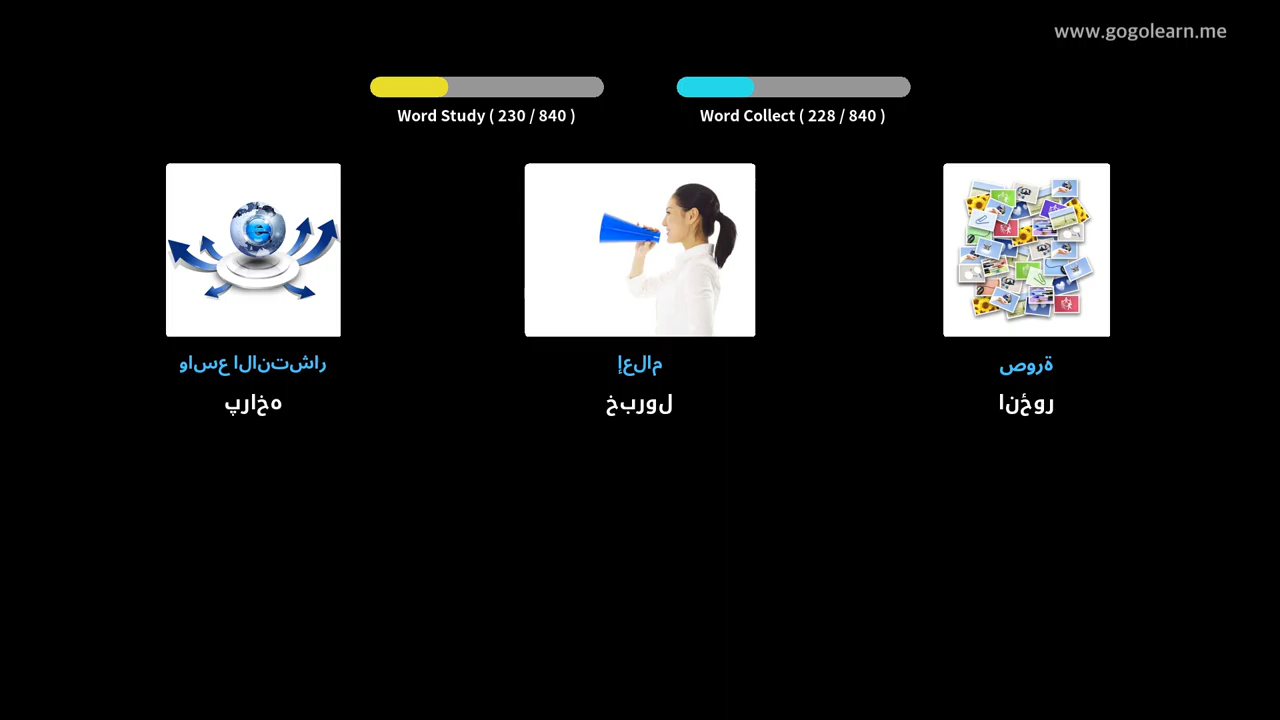 www.gogolearn.me
Word Study ( 230 / 840 )
Word Collect ( 228 / 840 )
واسع الانتشار
إعلام
صورة
پراخه
خبرول
انځور